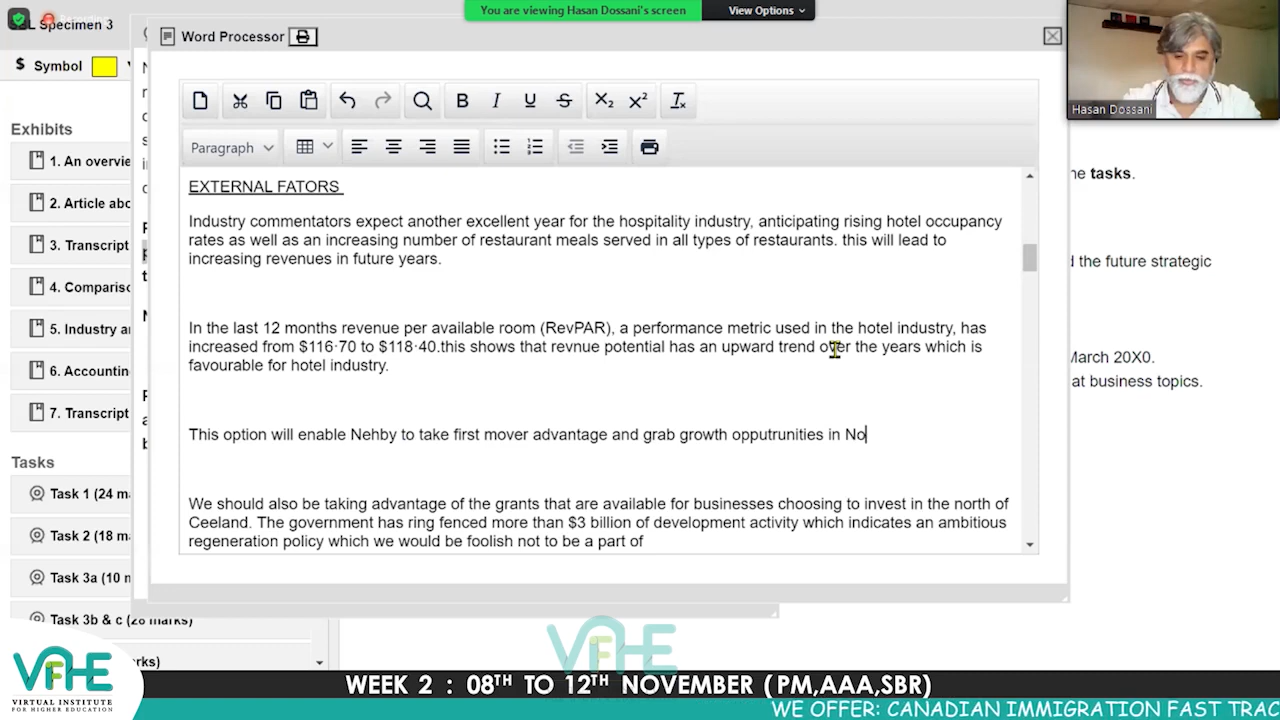 SL Specimen 3
You are viewing Hasan Dossani's screen
View Options
Word Processor
Hasan Dossani
$ Symbol
Paragraph
Exhibits
1. An overvie
2. Article abo
3. Transcript
4. Comparisc
5. Industry ar
6. Accountin
7. Transcript
Tasks
Task 1 (24 ma
Task 2 (18 ma
Task 3a (10 m
Task 3b & c (28 marks)
EXTERNAL FATORS
Industry commentators expect another excellent year for the hospitality industry, anticipating rising hotel occupancy
rates as well as an increasing number of restaurant meals served in all types of restaurants. this will lead to
increasing revenues in future years.
In the last 12 months revenue per available room (RevPAR), a performance metric used in the hotel industry, has
increased from $116·70 to $118·40.this shows that revnue potential has an upward trend over the years which is
favourable for hotel industry.
This option will enable Nehby to take first mover advantage and grab growth opputrunities in No
We should also be taking advantage of the grants that are available for businesses choosing to invest in the north of
Ceeland. The government has ring fenced more than $3 billion of development activity which indicates an ambitious
regeneration policy which we would be foolish not to be a part of
he tasks.
d the future strategic
March 20X0.
at business topics.
VIFHE
VIFHE
VIRTUAL INSTITUTE
FOR HIGHER EDUCATION
WEEK 2 : 08TH TO 12TH NOVEMBER (PM,AAA,SBR)
WE OFFER: CANADIAN IMMIGRATION FAST TRAC